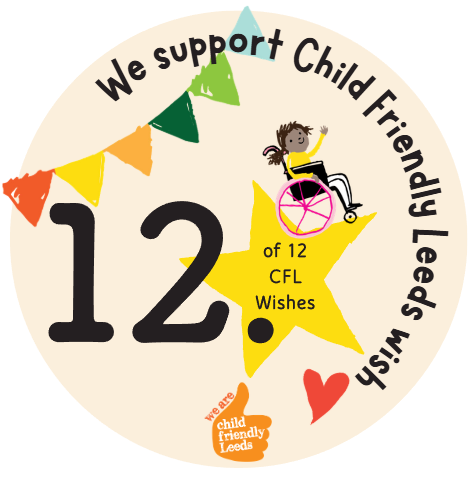 We support Child Friendly Leeds wish
12.
of 12
CFL
Wishes
we are
child
friendly
Leeds